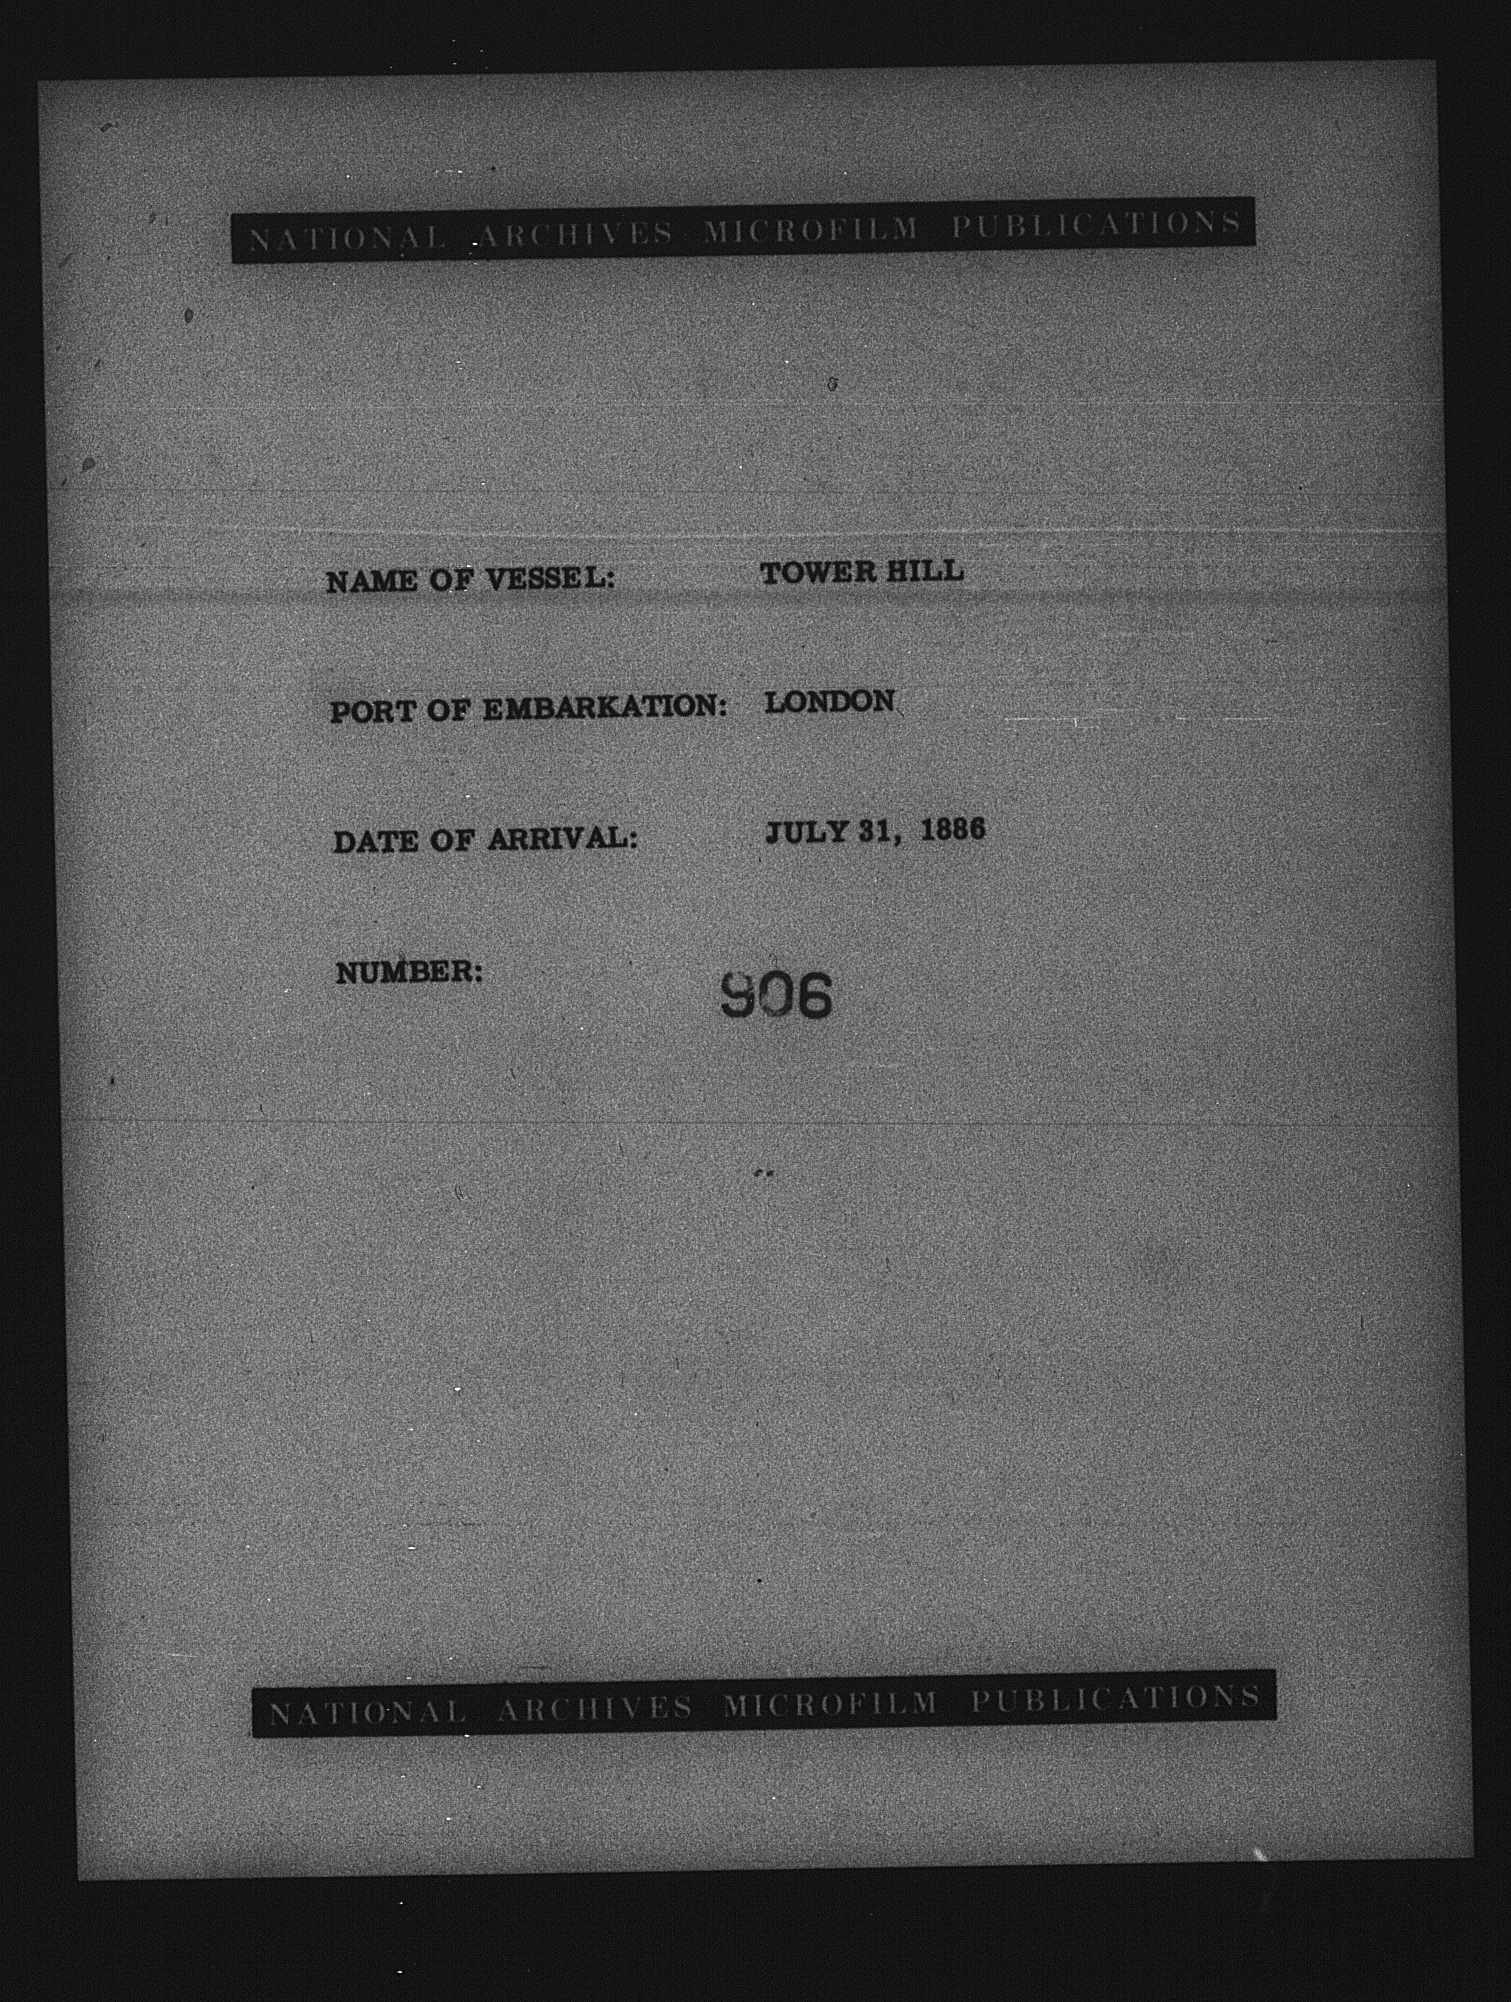 NATIONAL ARCHIVES MICROFILM PUBLICATIONS
NAME OF VESSEL: TOWER HILL
PORT OF EMBARKATION: LONDON
DATE OF ARRIVAL: JULY 31, 1886
NUMBER: 906
NATIONAL ARCHIVES MICROFILM PUBLICATIONS